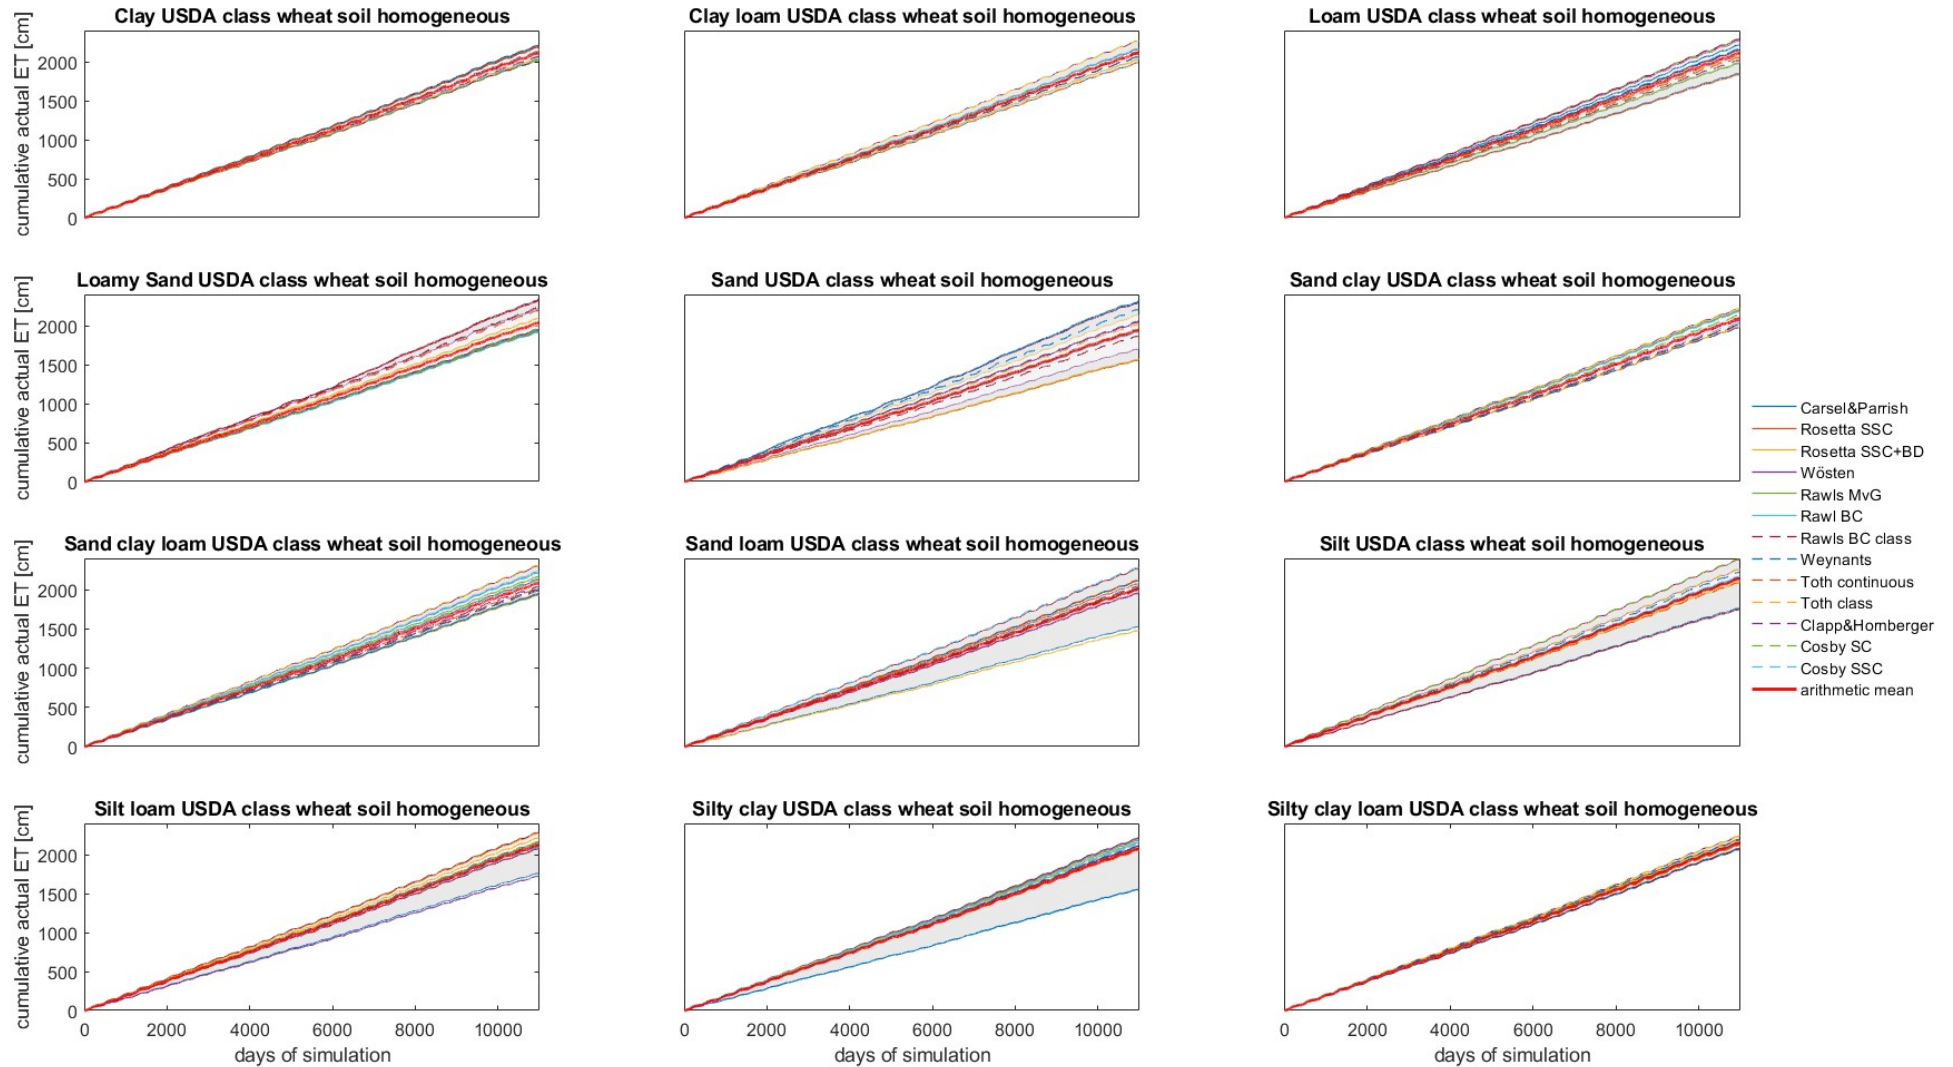 Clay USDA class wheat soil homogeneous
Clay loam USDA class wheat soil homogeneous
Loam USDA class wheat soil homogeneous
cumulative actual ET [cm]
2000
1500
1000
500
0
Loamy Sand USDA class wheat soil homogeneous
Sand USDA class wheat soil homogeneous
Sand clay USDA class wheat soil homogeneous
cumulative actual ET [cm]
2000
1500
1000
500
0
Sand clay loam USDA class wheat soil homogeneous
Sand loam USDA class wheat soil homogeneous
Silt USDA class wheat soil homogeneous
cumulative actual ET [cm]
2000
1500
1000
500
0
Silt loam USDA class wheat soil homogeneous
Silty clay USDA class wheat soil homogeneous
Silty clay loam USDA class wheat soil homogeneous
cumulative actual ET [cm]
2000
1500
1000
500
0
0 2000 4000 6000 8000 10000
days of simulation
0 2000 4000 6000 8000 10000
days of simulation
0 2000 4000 6000 8000 10000
days of simulation
Carsel&Parrish
Rosetta SSC
Rosetta SSC+BD
Wösten
Rawls MvG
Rawl BC
Rawls BC class
Weynants
Toth continuous
Toth class
Clapp&Hornberger
Cosby SC
Cosby SSC
arithmetic mean